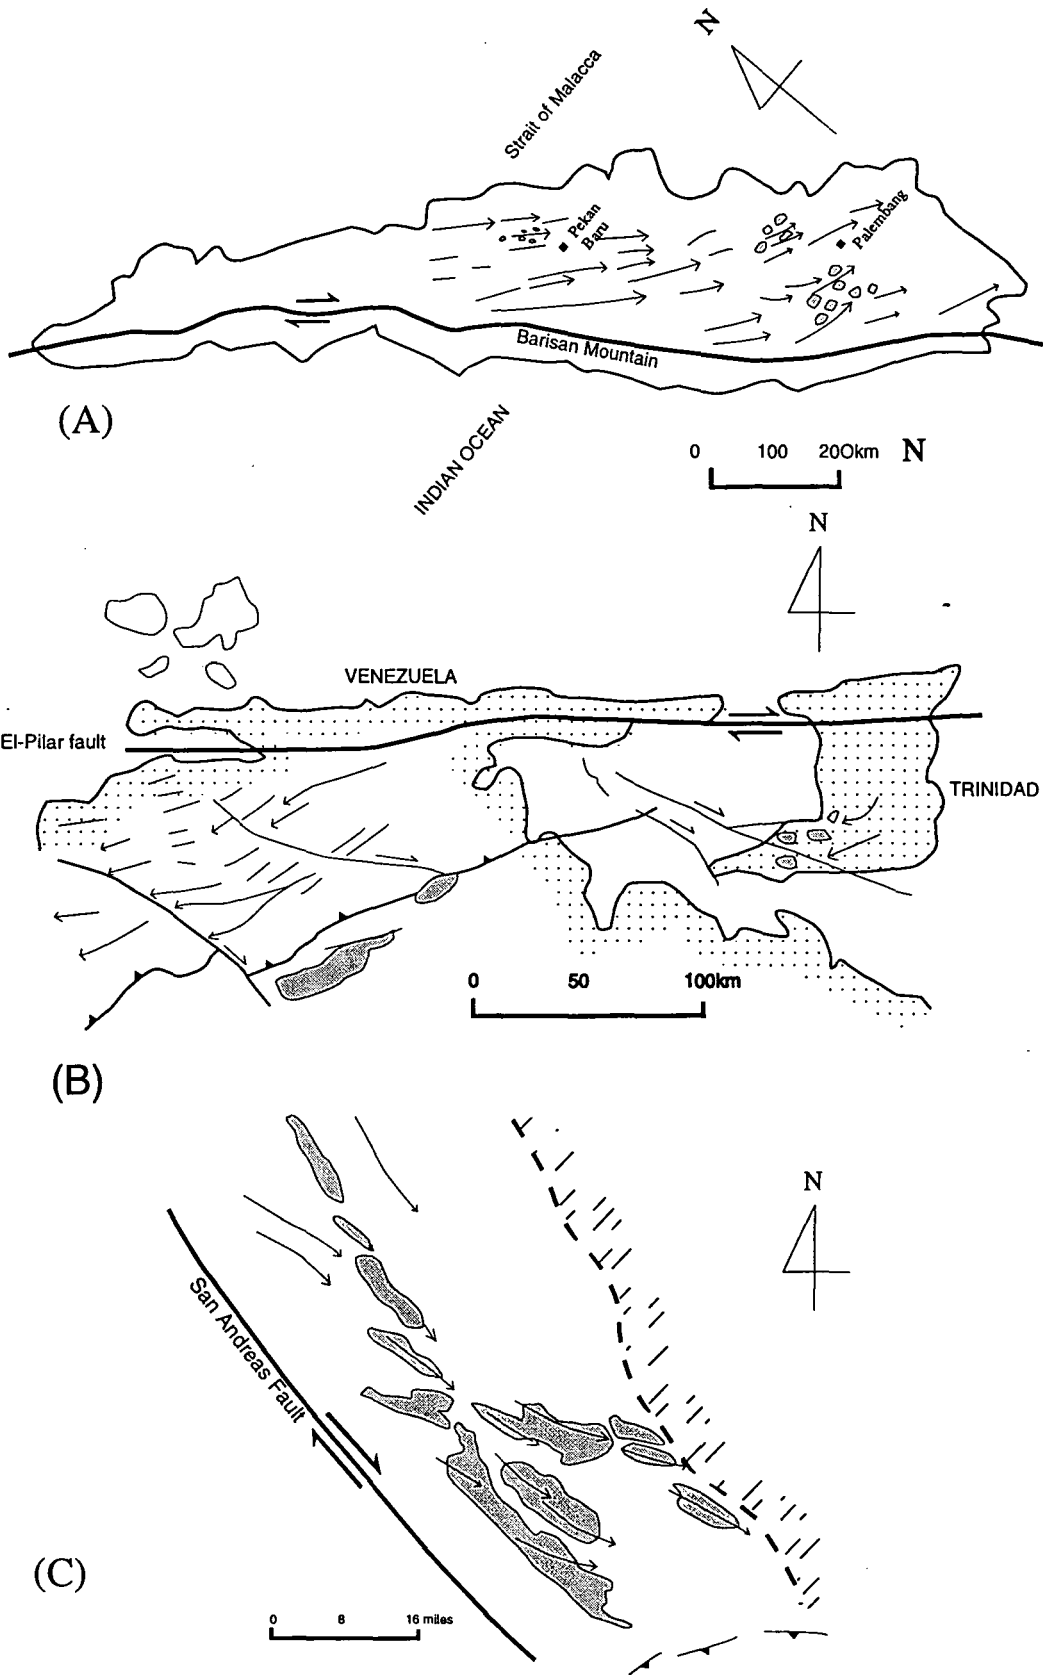 N
Strait of Malacca
Pekan
Baru
Palembang
Barisan Mountain
(A)
INDIAN OCEAN
0 100 200km N
N
VENEZUELA
El-Pilar fault
TRINIDAD
0 50 100km
(B)
N
San Andreas Fault
(C)
0 8 16 miles